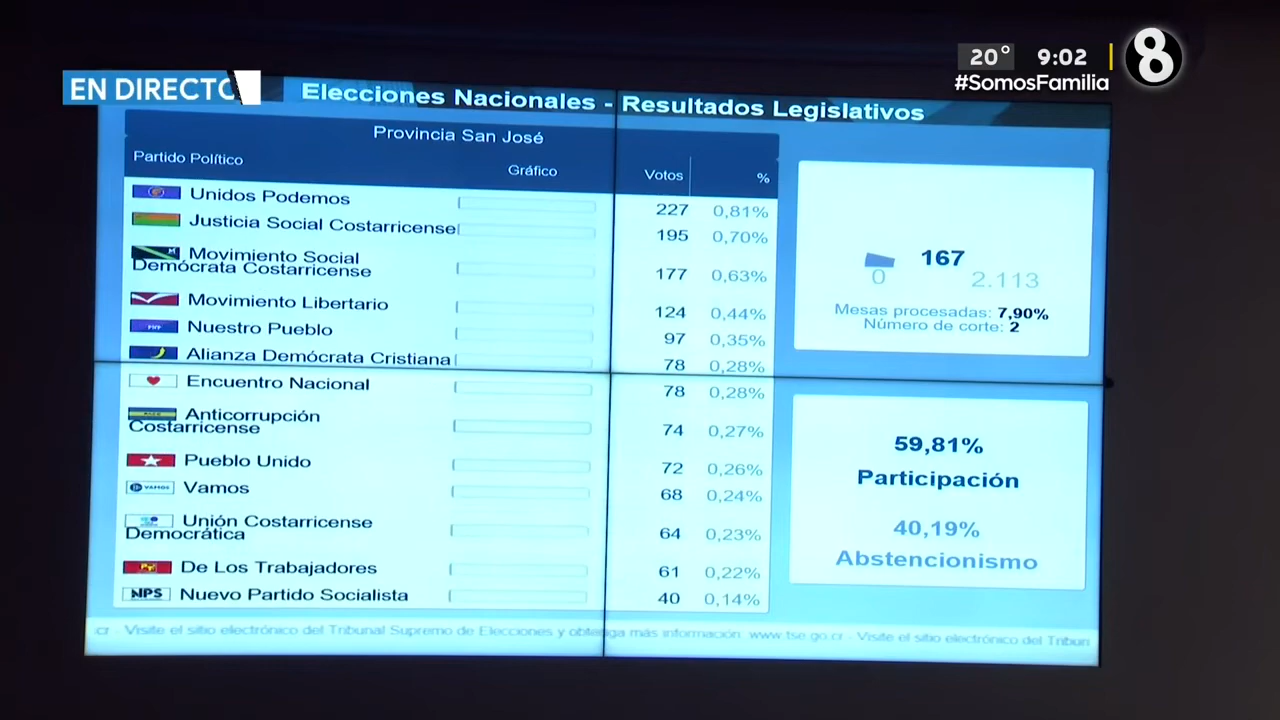 EN DIRECTO
20° 9:02
8
#SomosFamilia
Elecciones Nacionales - Resultados Legislativos
Provincia San José
Partido Político Gráfico Votos %
Unidos Podemos 227 0,81%
Justicia Social Costarricense 195 0,70%
Movimiento Social
Demócrata Costarricense 177 0,63%
Movimiento Libertario 124 0,44%
Nuestro Pueblo 97 0,35%
Alianza Demócrata Cristiana 78 0,28%
Encuentro Nacional 78 0,28%
Anticorrupción
Costarricense 74 0,27%
Pueblo Unido 72 0,26%
VAMOS Vamos 68 0,24%
Unión Costarricense
Democrática 64 0,23%
PT De Los Trabajadores 61 0,22%
NPS Nuevo Partido Socialista 40 0,14%
167
0 2.113
Mesas procesadas: 7,90%
Número de corte: 2
59,81%
Participación
40,19%
Abstencionismo
cr - Visite el sitio electrónico del Tribunal Supremo de Elecciones y obtenga más información www.tse.go.cr - Visite el sitio electrónico del Tribun